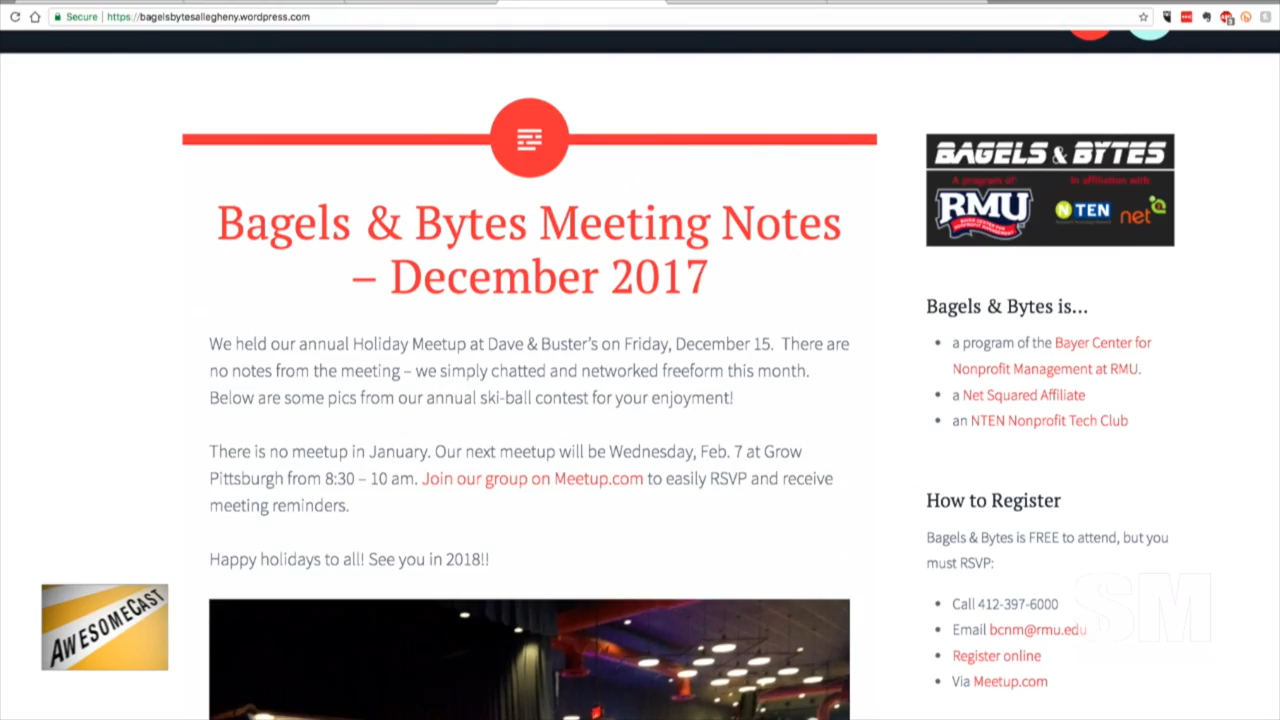 Secure
https://bagelsbytesallegheny.wordpress.com
Bagels & Bytes Meeting Notes
– December 2017
We held our annual Holiday Meetup at Dave & Buster's on Friday, December 15. There are
no notes from the meeting – we simply chatted and networked freeform this month.
Below are some pics from our annual ski-ball contest for your enjoyment!
There is no meetup in January. Our next meetup will be Wednesday, Feb. 7 at Grow
Pittsburgh from 8:30 – 10 am. Join our group on Meetup.com to easily RSVP and receive
meeting reminders.
Happy holidays to all! See you in 2018!!
AWESOMECAST
BAGELS & BYTES
A program of:
In affiliation with:
RMU
NTEN
net
Bagels & Bytes is...
a program of the Bayer Center for
Nonprofit Management at RMU.
a Net Squared Affiliate
an NTEN Nonprofit Tech Club
How to Register
Bagels & Bytes is FREE to attend, but you
must RSVP:
Call 412-397-6000
Email bcnm@rmu.edu
Register online
Via Meetup.com
SM